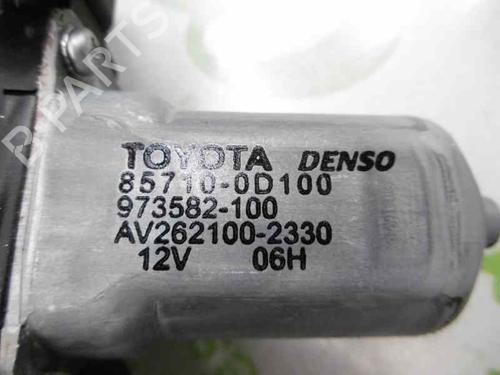 TOYOTA DENSO
85710-0D100
973582-100
AV262100-2330
12V 06H